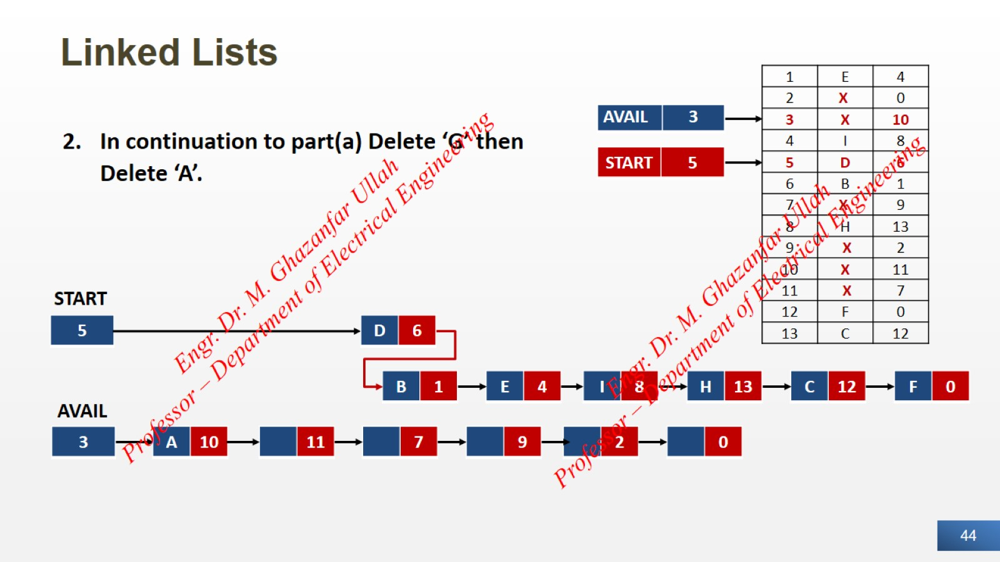 Linked Lists
2. In continuation to part(a) Delete ‘G’ then
Delete ‘A’.
AVAIL 3
START 5
1 E 4
2 X 0
3 X 10
4 I 8
5 D 6
6 B 1
7 X 9
8 H 13
9 X 2
10 X 11
11 X 7
12 F 0
13 C 12
START
5 D 6
B 1 E 4 I 8 H 13 C 12 F 0
AVAIL
3 A 10 11 7 9 2 0
Engr. Dr. M. Ghazanfar Ullah
Professor – Department of Electrical Engineering
Engr. Dr. M. Ghazanfar Ullah
Professor – Department of Electrical Engineering
44